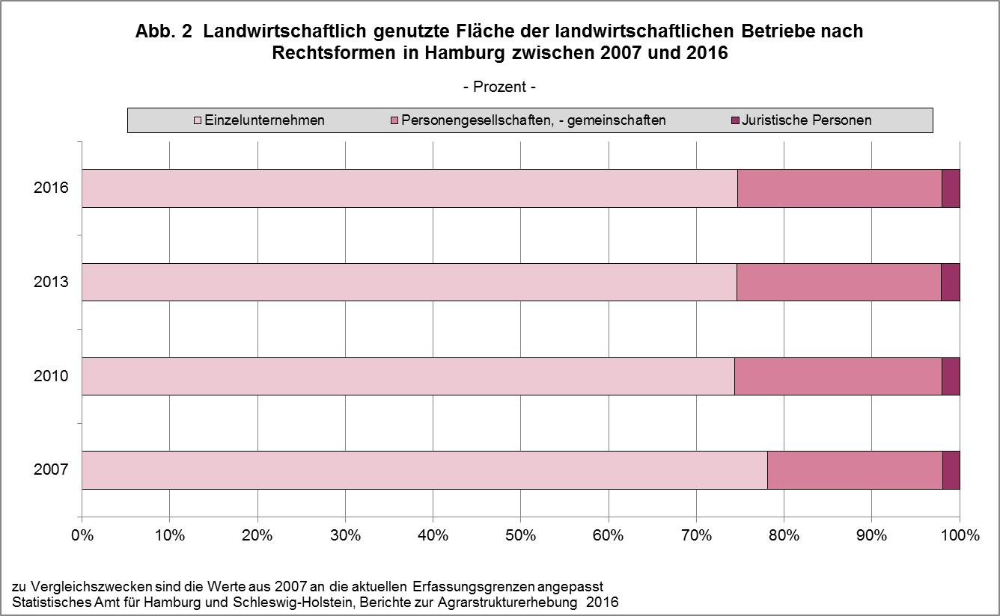 Abb. 2  Landwirtschaftlich genutzte Fläche der landwirtschaftlichen Betriebe nach
Rechtsformen in Hamburg zwischen 2007 und 2016
- Prozent -
Einzelunternehmen Personengesellschaften, - gemeinschaften Juristische Personen
2016
2013
2010
2007
0% 10% 20% 30% 40% 50% 60% 70% 80% 90% 100%
zu Vergleichszwecken sind die Werte aus 2007 an die aktuellen Erfassungsgrenzen angepasst
Statistisches Amt für Hamburg und Schleswig-Holstein, Berichte zur Agrarstrukturerhebung  2016